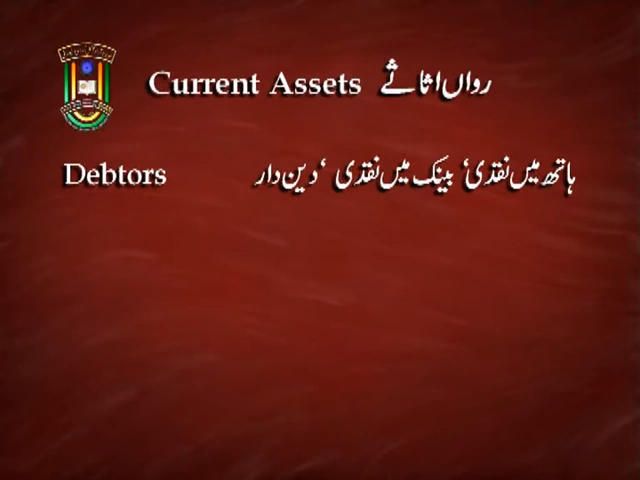 Current Assets رواں اثاثے
Debtors ہاتھ میں نقدی‘ بینک میں نقدی ‘ دین دار